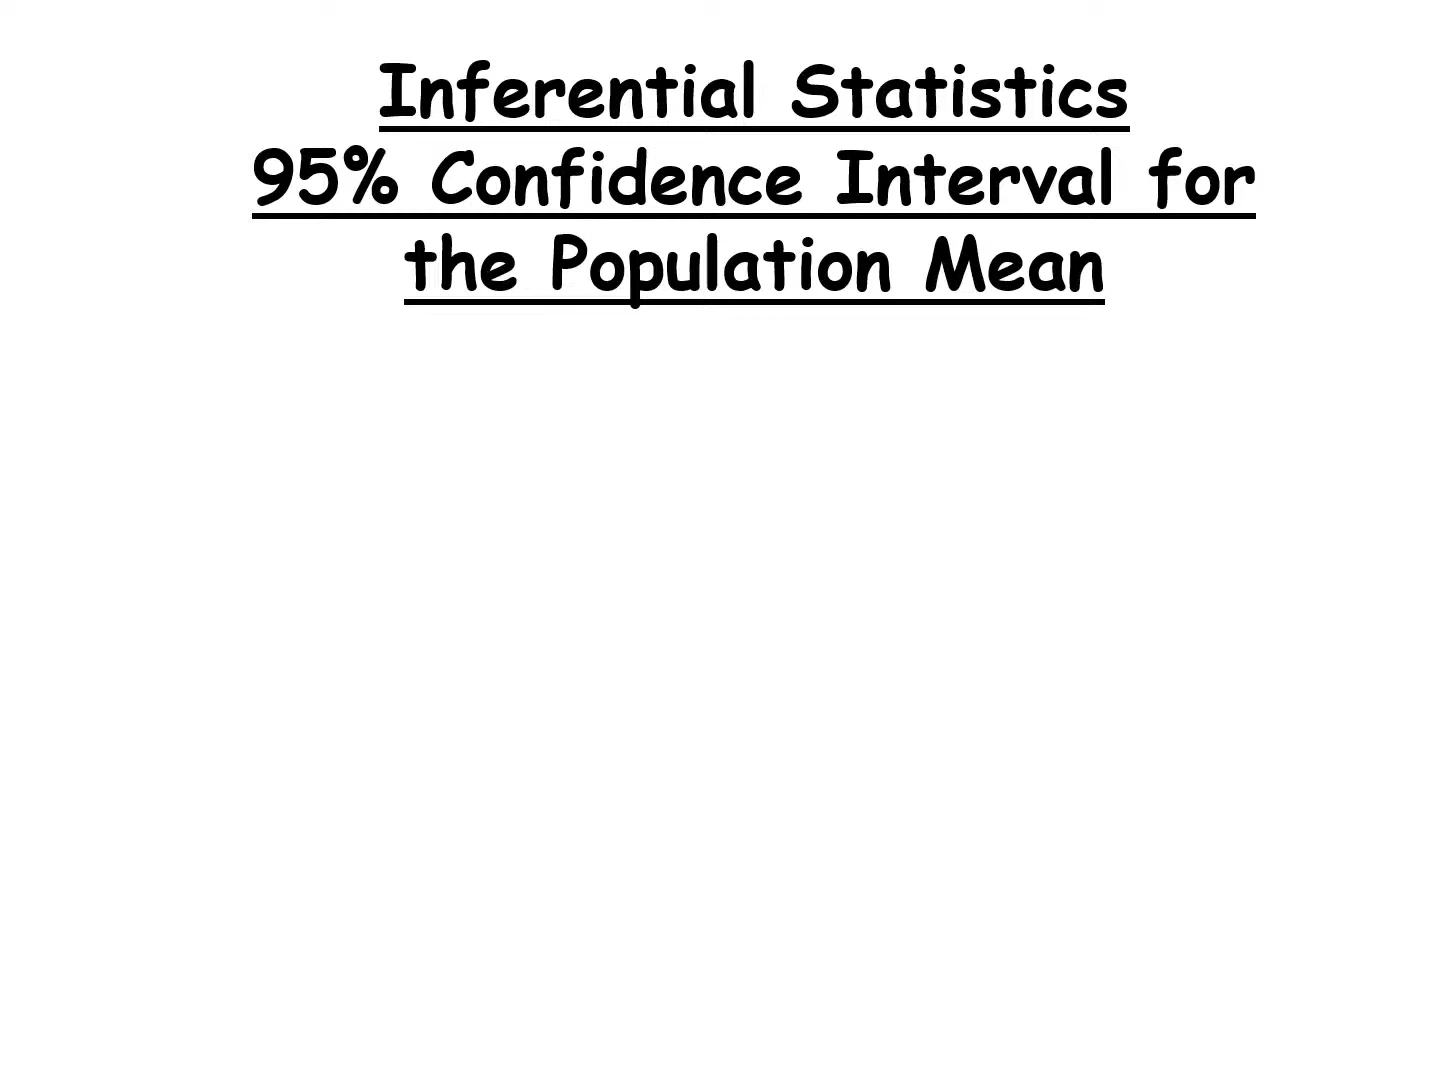 Inferential Statistics
95% Confidence Interval for
the Population Mean